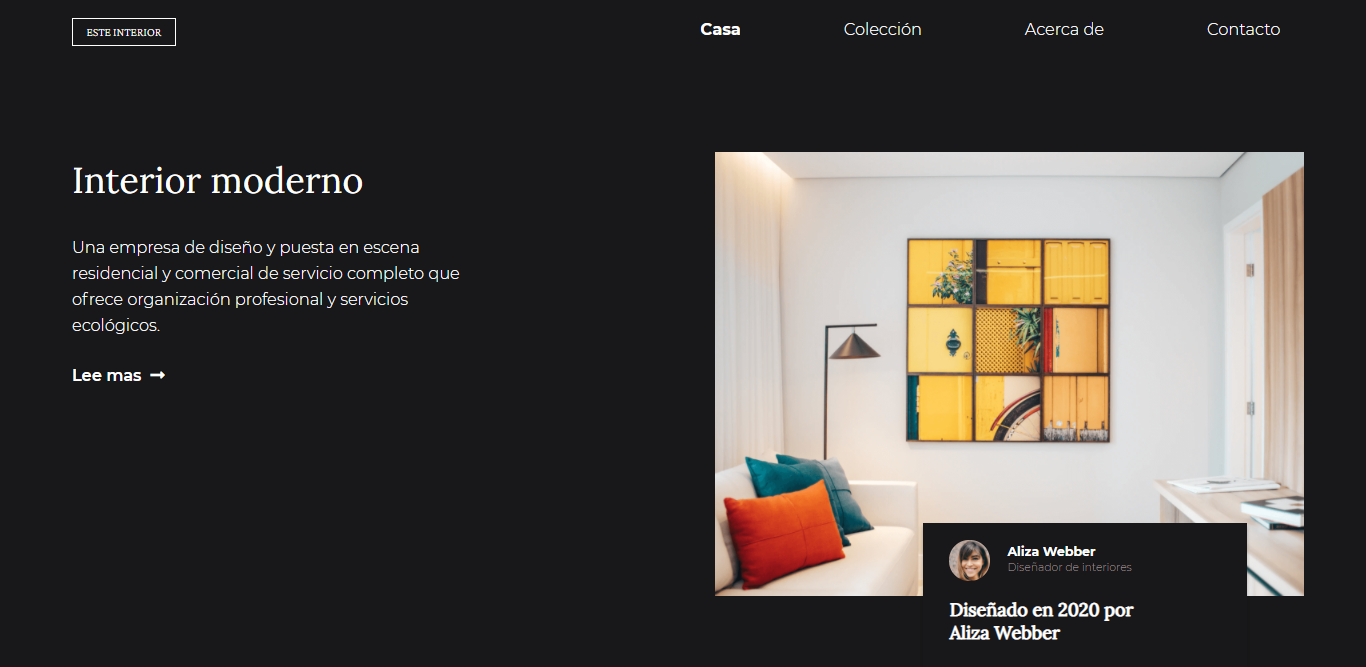 ESTE INTERIOR
Casa
Colección
Acerca de
Contacto
Interior moderno
Una empresa de diseño y puesta en escena
residencial y comercial de servicio completo que
ofrece organización profesional y servicios
ecológicos.
Lee mas
Aliza Webber
Diseñador de interiores
Diseñado en 2020 por
Aliza Webber